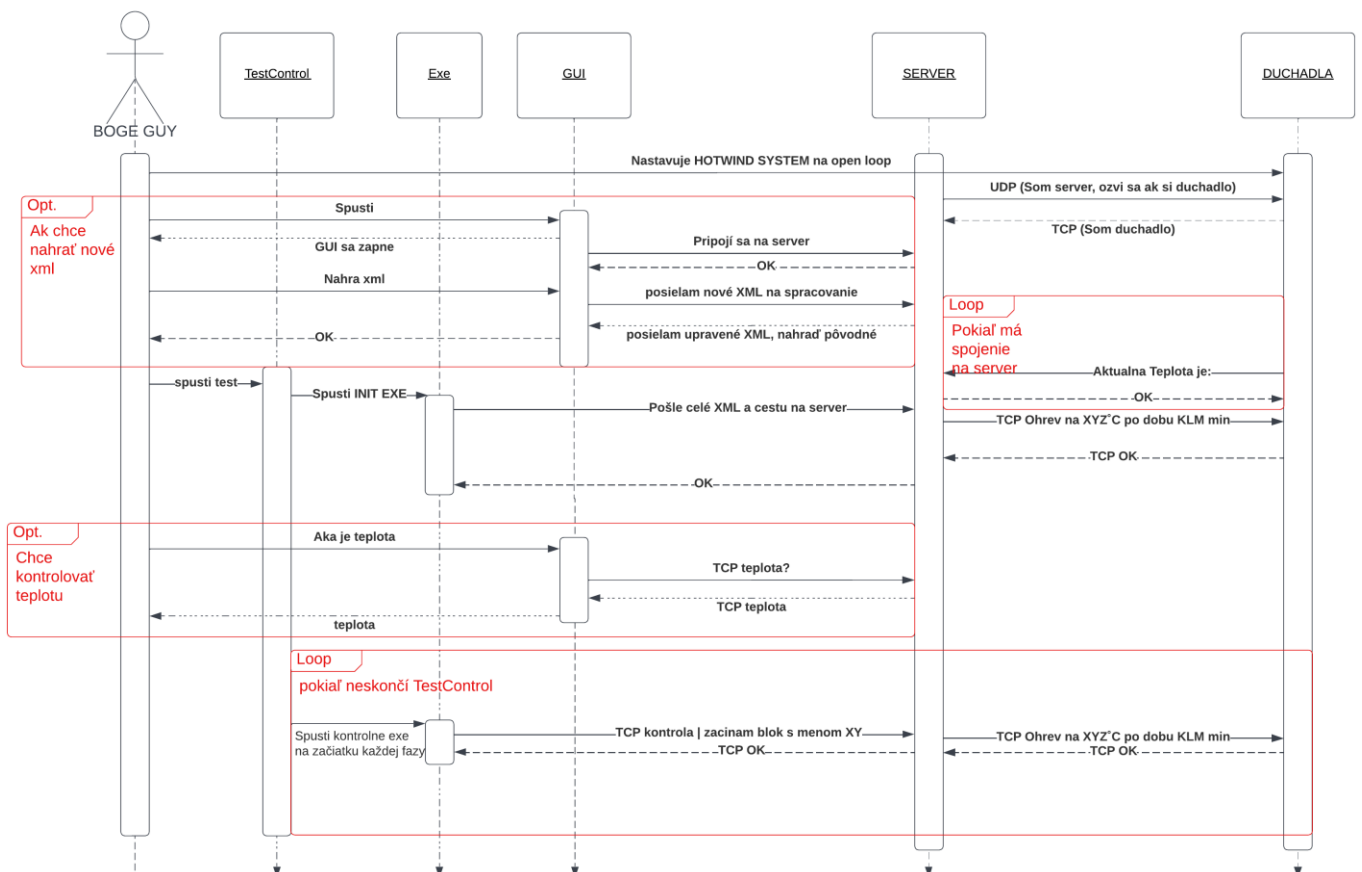 TestControl
Exe
GUI
SERVER
DUCHADLA
BOGE GUY
Nastavuje HOTWIND SYSTEM na open loop
UDP (Som server, ozvi sa ak si duchadlo)
TCP (Som duchadlo)
Opt.
Ak chce
nahrať nové
xml
Spusti
GUI sa zapne
Pripojí sa na server
OK
Nahra xml
posielam nové XML na spracovanie
posielam upravené XML, nahraď pôvodné
OK
Loop
Pokiaľ má
spojenie
na server
Aktualna Teplota je:
OK
spusti test
Spusti INIT EXE
Pošle celé XML a cestu na server
TCP Ohrev na XYZ˚C po dobu KLM min
TCP OK
OK
Opt.
Chce
kontrolovať
teplotu
Aka je teplota
TCP teplota?
TCP teplota
teplota
Loop
pokiaľ neskončí TestControl
Spusti kontrolne exe
na začiatku každej fazy
TCP kontrola | zacinam blok s menom XY
TCP OK
TCP Ohrev na XYZ˚C po dobu KLM min
TCP OK